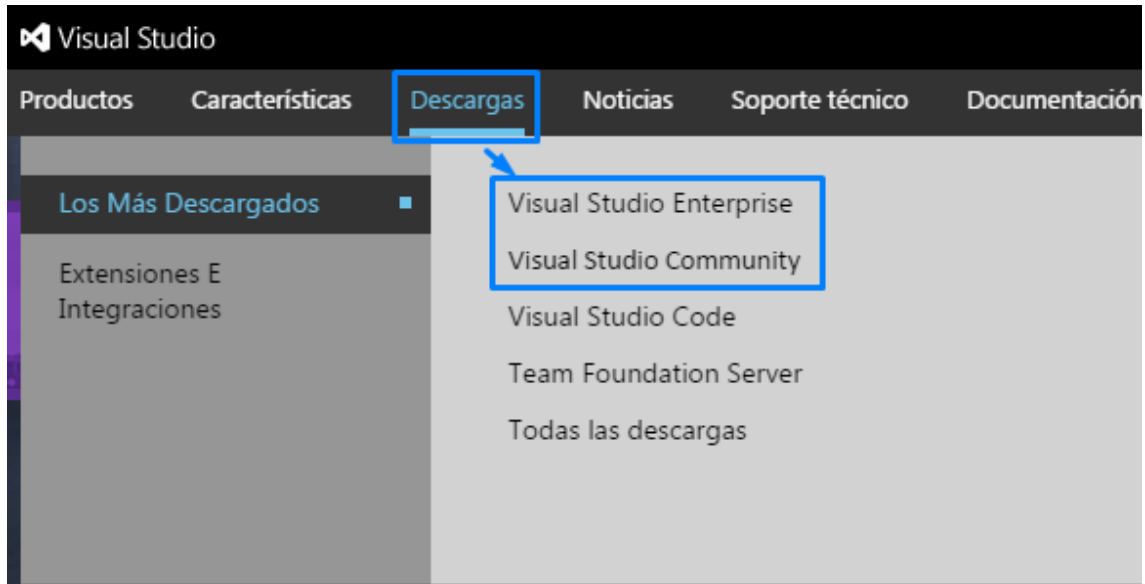 Visual Studio
Productos Características Descargas Noticias Soporte técnico Documentación
Los Más Descargados
Extensiones E
Integraciones
Visual Studio Enterprise
Visual Studio Community
Visual Studio Code
Team Foundation Server
Todas las descargas